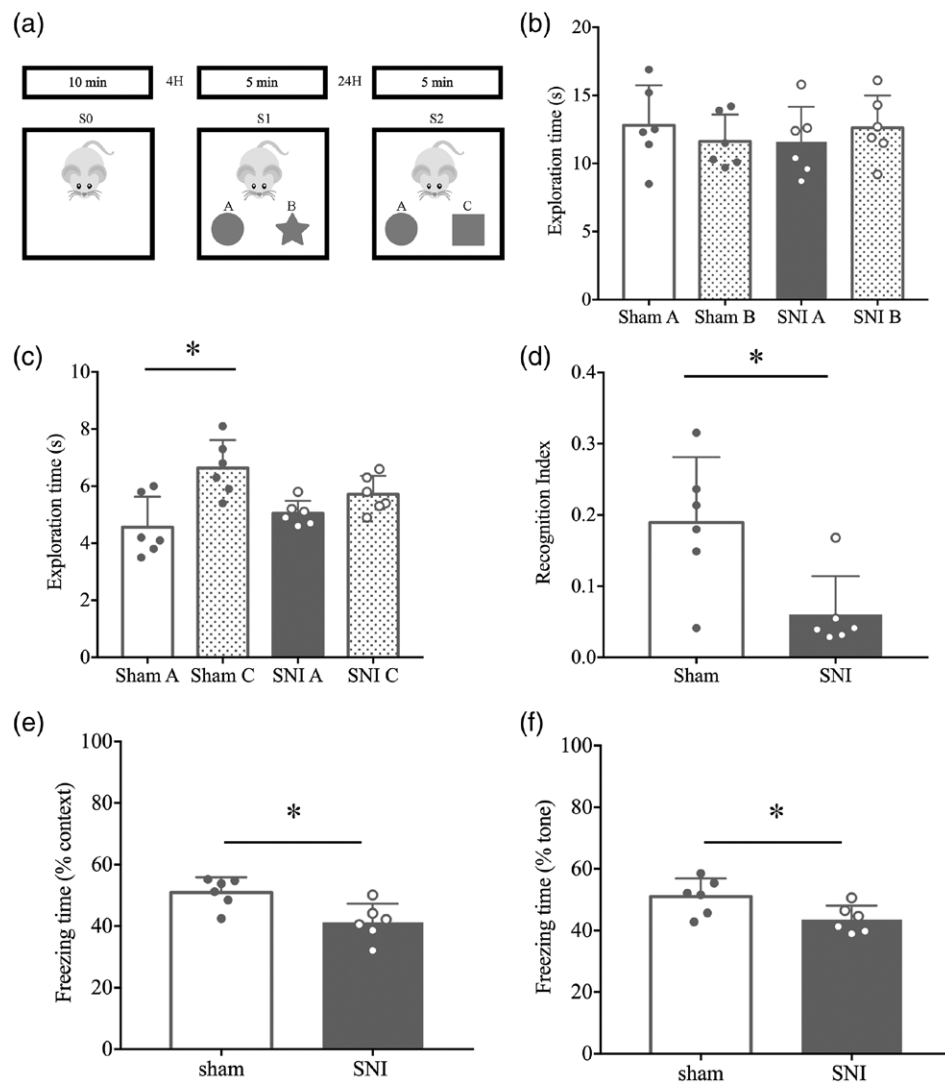 (a)
10 min 4H 5 min 24H 5 min
S0 S1 S2
A B A C
(b)
Exploration time (s)
20
15
10
5
0
Sham A Sham B SNI A SNI B
(c)
Exploration time (s)
10
8
6
4
2
0
*
Sham A Sham C SNI A SNI C
(d)
Recognition Index
0.4
0.3
0.2
0.1
0.0
*
Sham SNI
(e)
Freezing time (% context)
100
80
60
40
20
0
*
sham SNI
(f)
Freezing time (% tone)
100
80
60
40
20
0
*
sham SNI